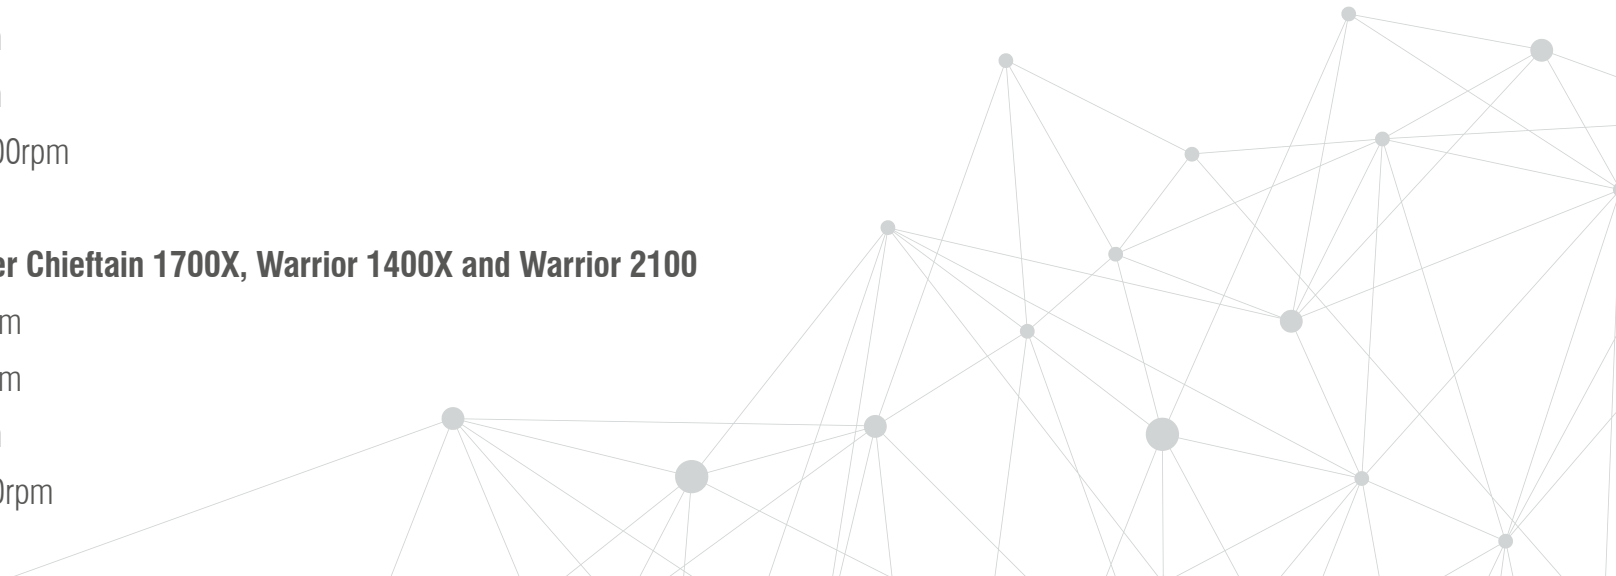 00rpm
er Chieftain 1700X, Warrior 1400X and Warrior 2100
m
m
0rpm